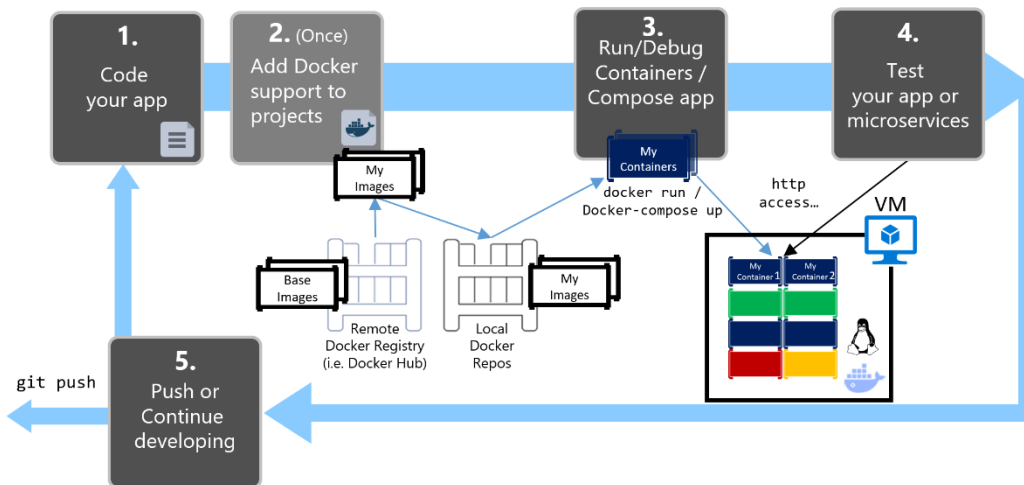 1.
Code
your app
2. (Once)
Add Docker
support to
projects
3.
Run/Debug
Containers /
Compose app
4.
Test
your app or
microservices
My
Images
My
Containers
docker run /
Docker-compose up
http
access…
VM
Base
Images
My
Images
My
Container 1
My
Container 2
Remote
Docker Registry
(i.e. Docker Hub)
Local
Docker
Repos
5.
Push or
Continue
developing
git push